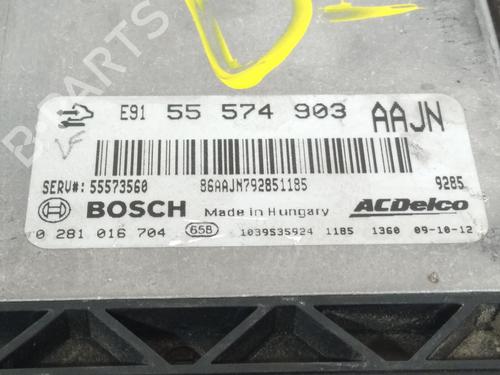 E91 55 574 903 AAJN
SERV#: 55573560 86AAJN792851185 9285
BOSCH Made in Hungary ACDelco
0 281 016 704 65B 1039S35924 1185 1360 09-10-12
B-PARTS